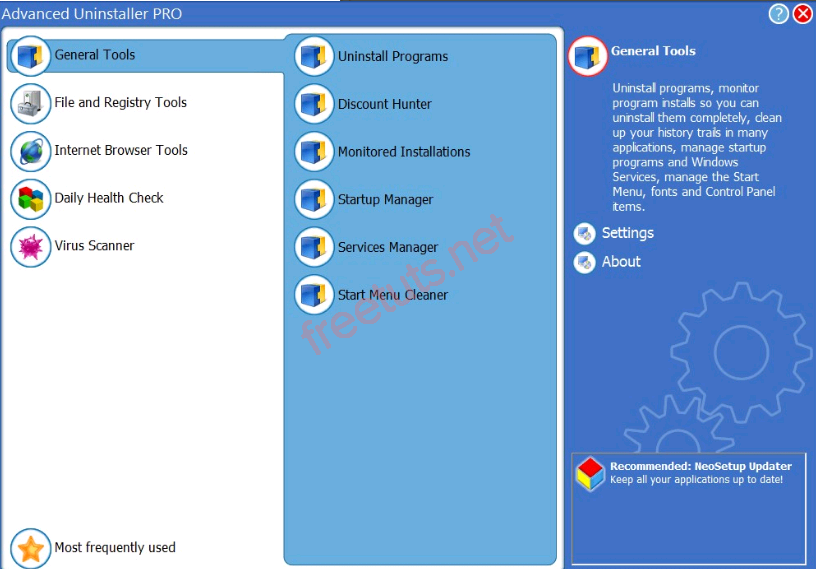 Advanced Uninstaller PRO
?
General Tools
File and Registry Tools
Internet Browser Tools
Daily Health Check
Virus Scanner
Most frequently used
Uninstall Programs
Discount Hunter
Monitored Installations
Startup Manager
Services Manager
Start Menu Cleaner
freetuts.net
General Tools
Uninstall programs, monitor
program installs so you can
uninstall them completely, clean
up your history trails in many
applications, manage startup
programs and Windows
Services, manage the Start
Menu, fonts and Control Panel
items.
Settings
About
Recommended: NeoSetup Updater
Keep all your applications up to date!